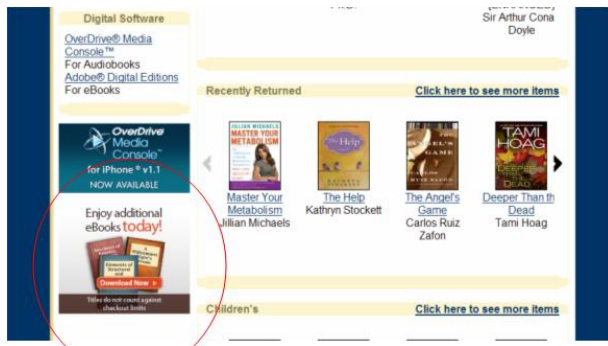 Digital Software
OverDrive® Media
Console™
For Audiobooks
Adobe® Digital Editions
For eBooks
OverDrive
Media
Console™
for iPhone® v1.1
NOW AVAILABLE
Enjoy additional
eBooks today!
Download Now
Titles do not count against
checkout limits
Sir Arthur Cona
Doyle
Recently Returned
Click here to see more items
JILLIAN MICHAELS
MASTER YOUR
METABOLISM
The Help
GAME
TAMI
HOAG
DEEPER
DEAD
Master Your
Metabolism
Jillian Michaels
The Help
Kathryn Stockett
The Angel's
Game
Carlos Ruiz
Zafon
Deeper Than th
Dead
Tami Hoag
Children's
Click here to see more items